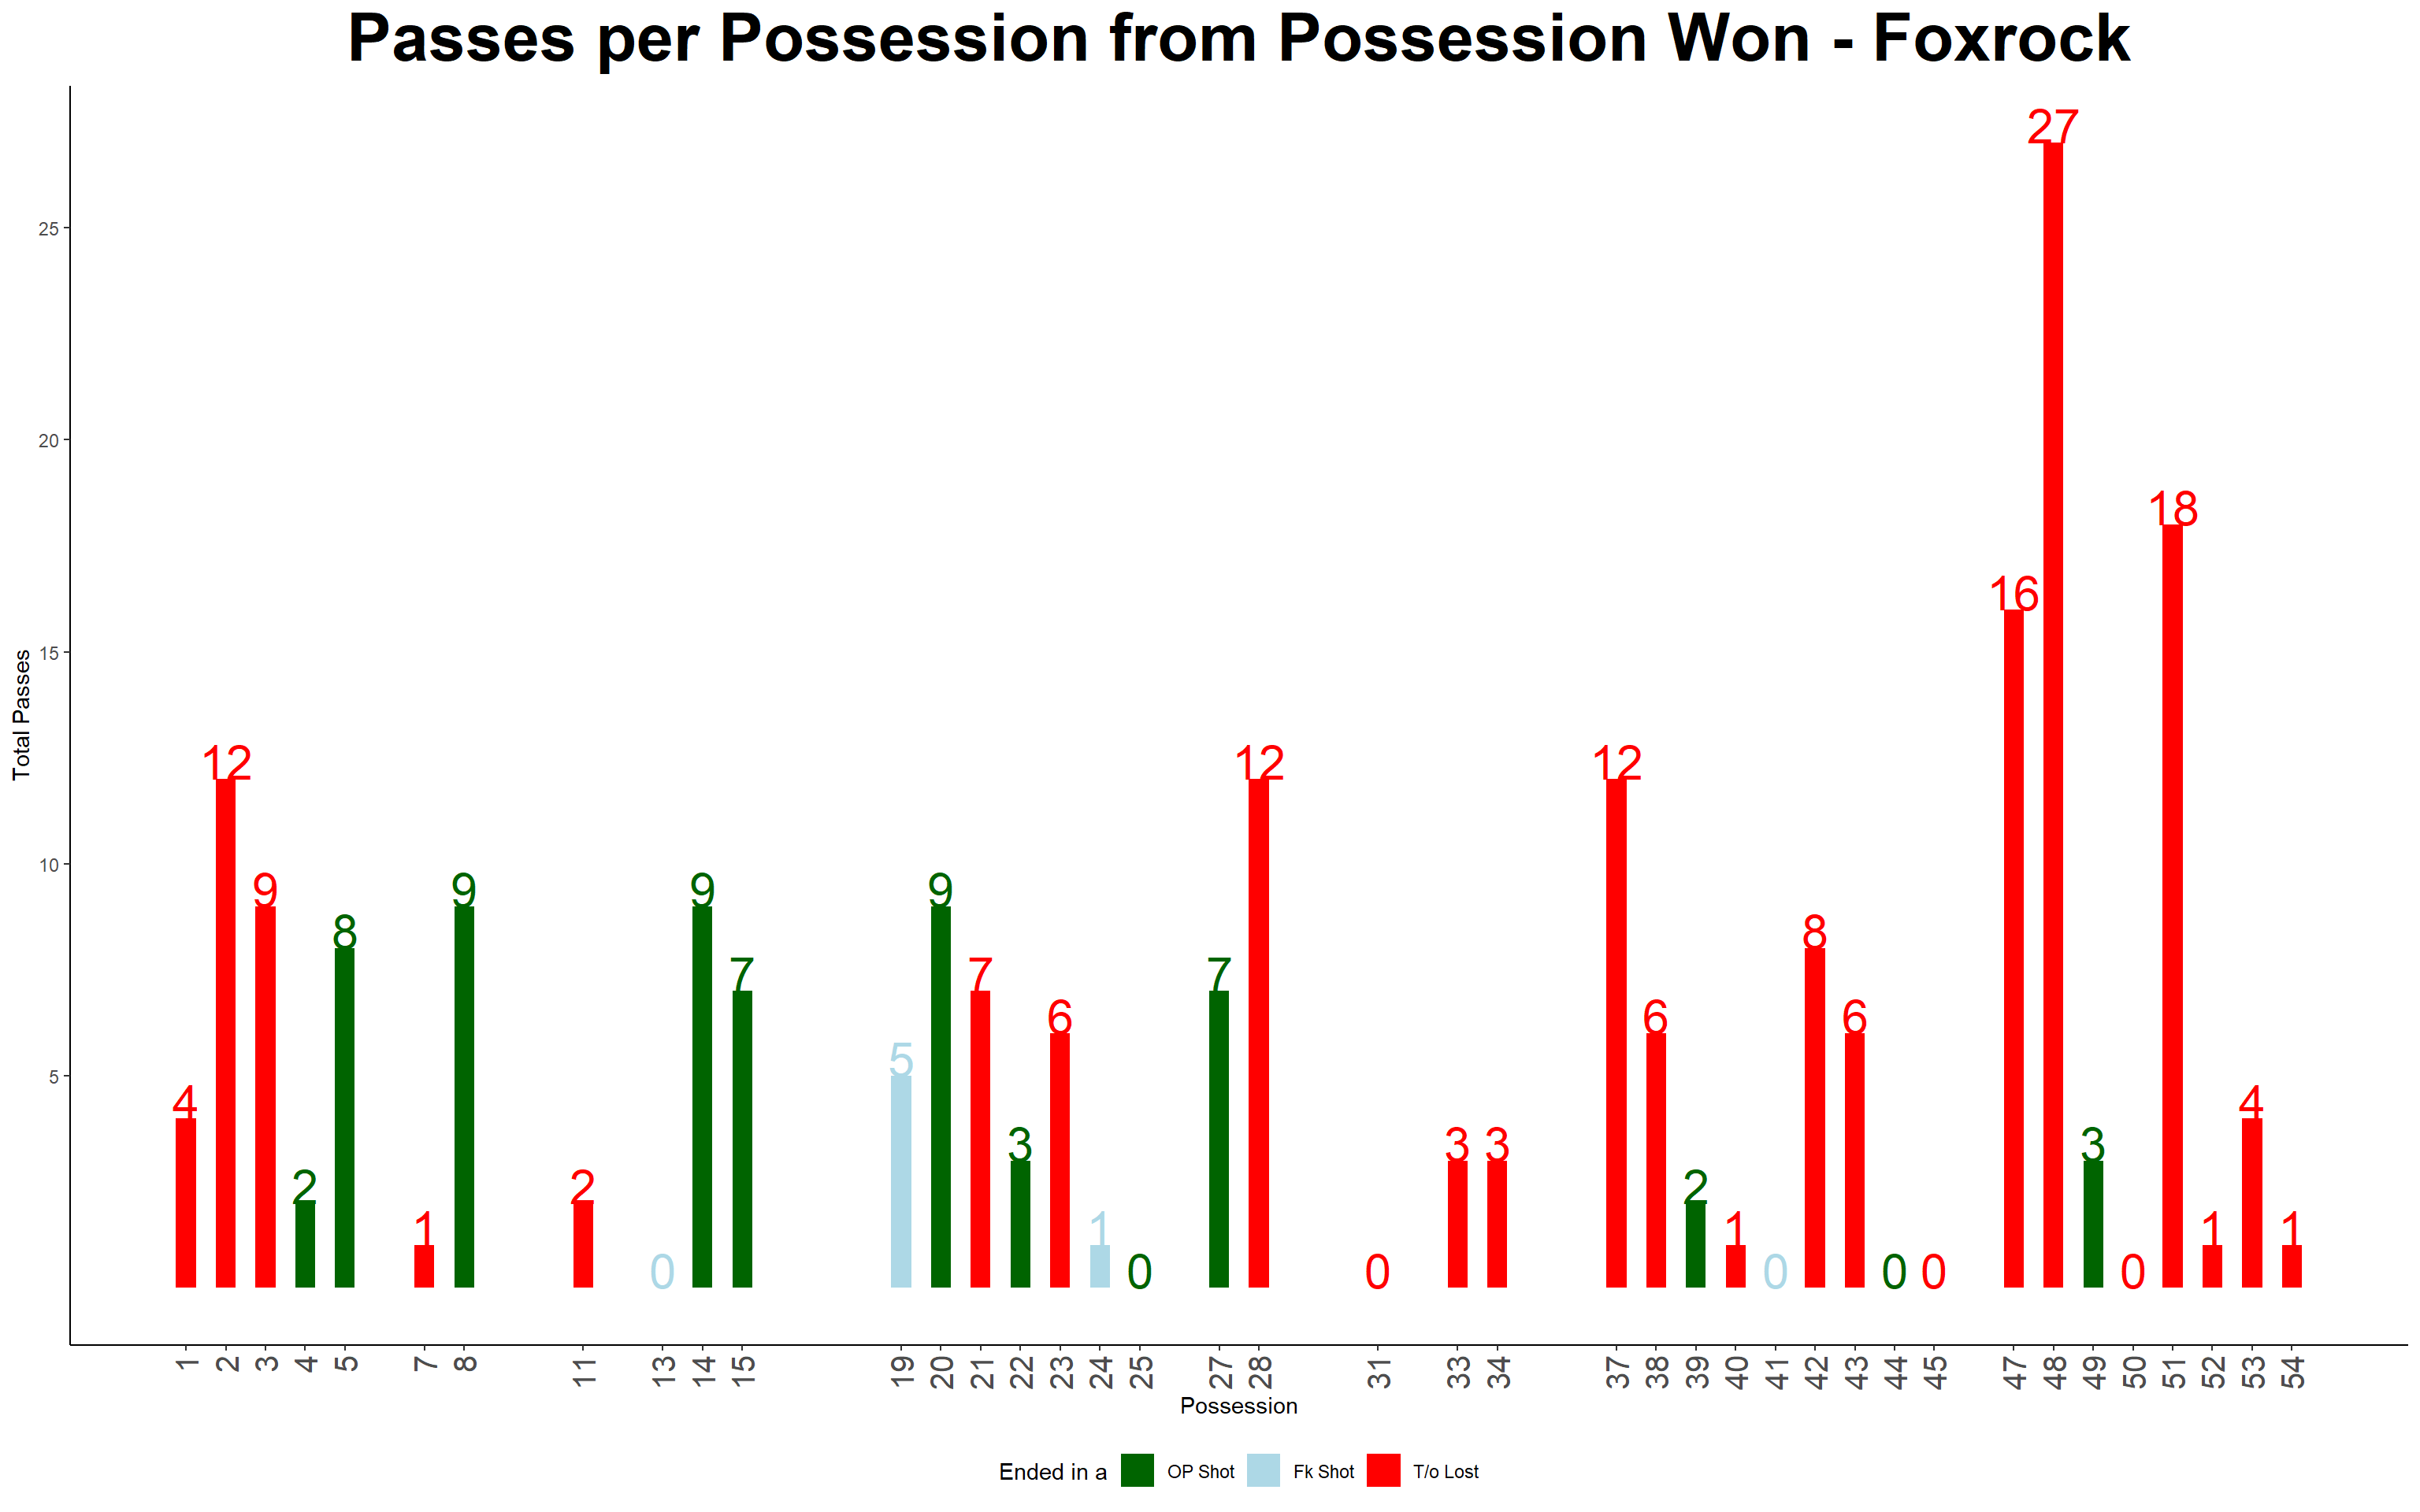 Passes per Possession from Possession Won - Foxrock
Total Passes
25
20
15
10
5
4 12 9 2 8 1 9 2 0 9 7 5 9 7 3 6 1 0 7 12 0 3 3 12 6 2 1 0 8 6 0 0 16 27 3 0 18 1 4 1
1 2 3 4 5 7 8 11 13 14 15 19 20 21 22 23 24 25 27 28 31 33 34 37 38 39 40 41 42 43 44 45 47 48 49 50 51 52 53 54
Possession
Ended in a OP Shot Fk Shot T/o Lost